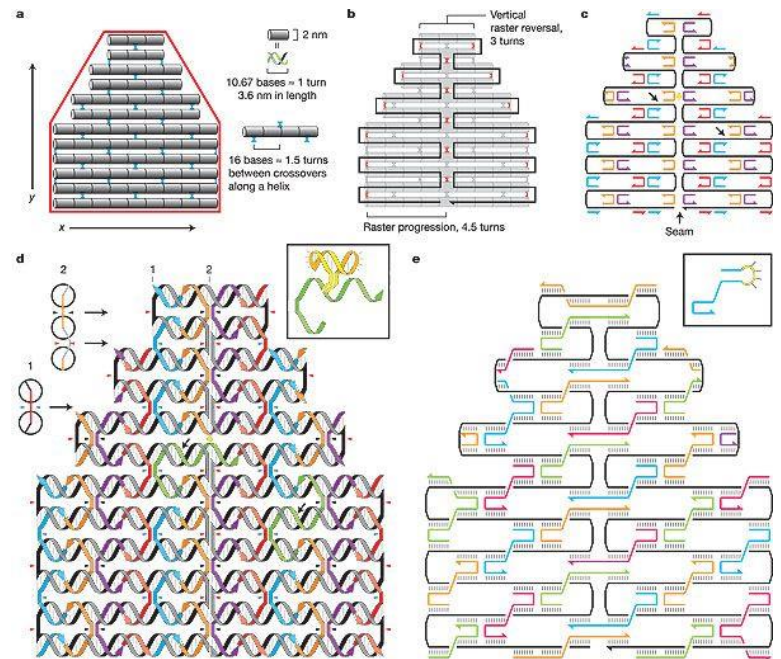 a
2 nm
10.67 bases ≈ 1 turn
3.6 nm in length
16 bases ≈ 1.5 turns
between crossovers
along a helix
y
x
b
Vertical
raster reversal,
3 turns
Raster progression, 4.5 turns
c
Seam
d
2
1
1
2
e